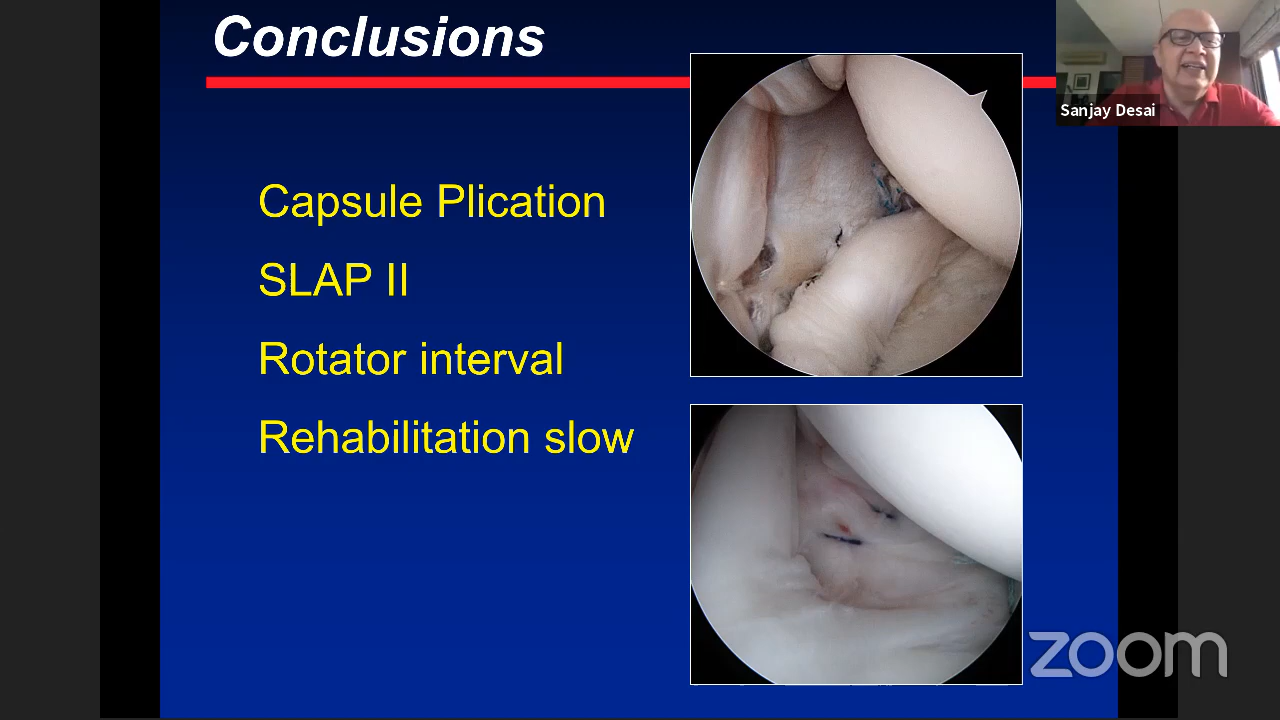 Conclusions
Sanjay Desai
Capsule Plication
SLAP II
Rotator interval
Rehabilitation slow
zoom